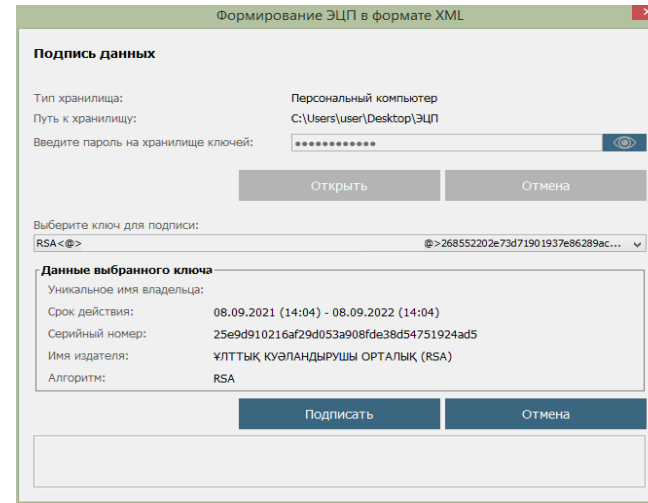 Формирование ЭЦП в формате XML
Подпись данных
Тип хранилища: Персональный компьютер
Путь к хранилищу: C:\Users\user\Desktop\ЭЦП
Введите пароль на хранилище ключей: ••••••••••••
Открыть Отмена
Выберите ключ для подписи:
RSA<@> @>268552202e73d71901937e86289ac...
Данные выбранного ключа
Уникальное имя владельца:
Срок действия: 08.09.2021 (14:04) - 08.09.2022 (14:04)
Серийный номер: 25e9d910216af29d053a908fde38d54751924ad5
Имя издателя: ҰЛТТЫҚ КУӘЛАНДЫРУШЫ ОРТАЛЫҚ (RSA)
Алгоритм: RSA
Подписать Отмена